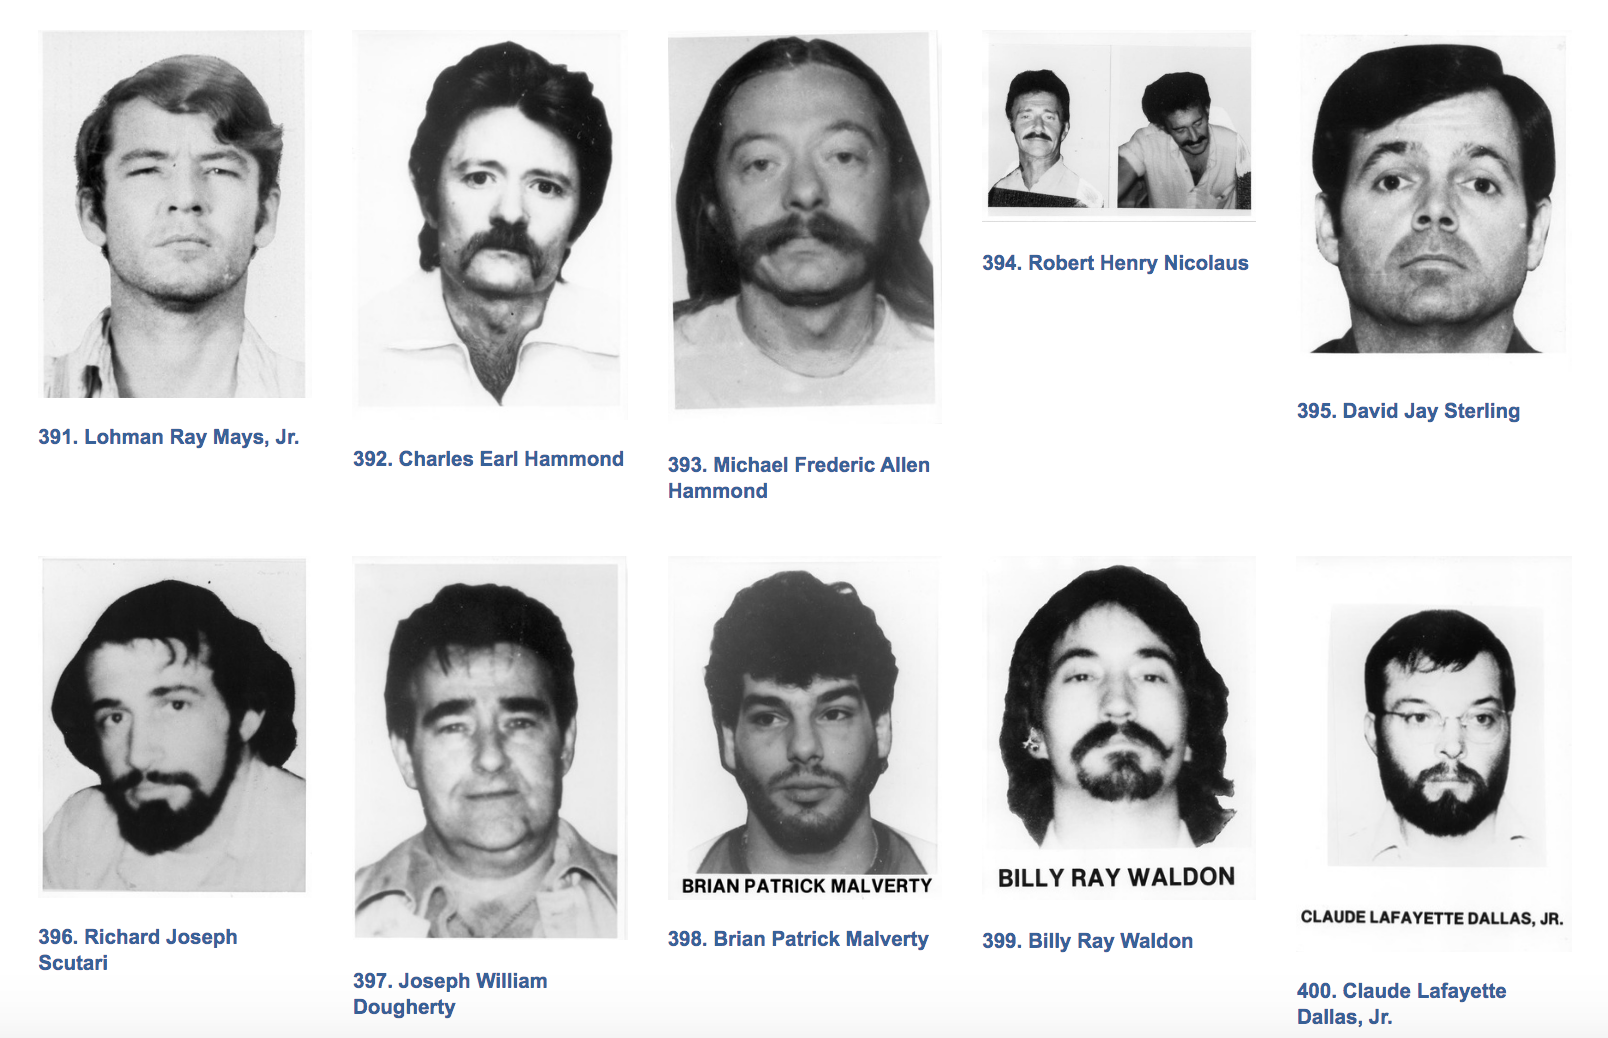 391. Lohman Ray Mays, Jr.
392. Charles Earl Hammond
393. Michael Frederic Allen
Hammond
394. Robert Henry Nicolaus
395. David Jay Sterling
396. Richard Joseph
Scutari
397. Joseph William
Dougherty
BRIAN PATRICK MALVERTY
398. Brian Patrick Malverty
BILLY RAY WALDON
399. Billy Ray Waldon
CLAUDE LAFAYETTE DALLAS, JR.
400. Claude Lafayette
Dallas, Jr.